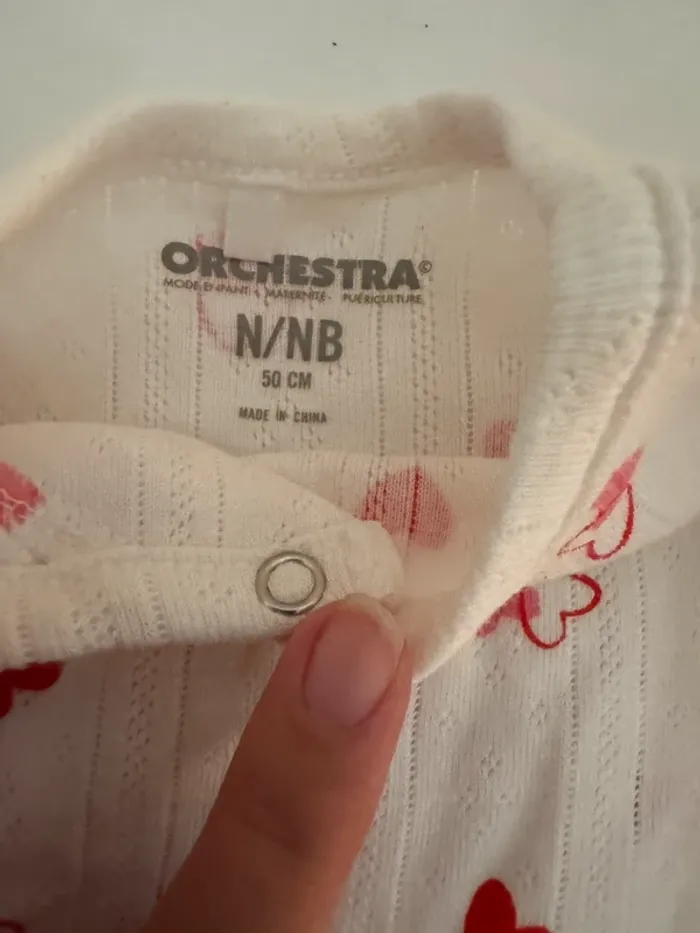 ORCHESTRA©
MODE ENFANT - MATERNITÉ - PUÉRICULTURE
N/NB
50 CM
MADE IN CHINA